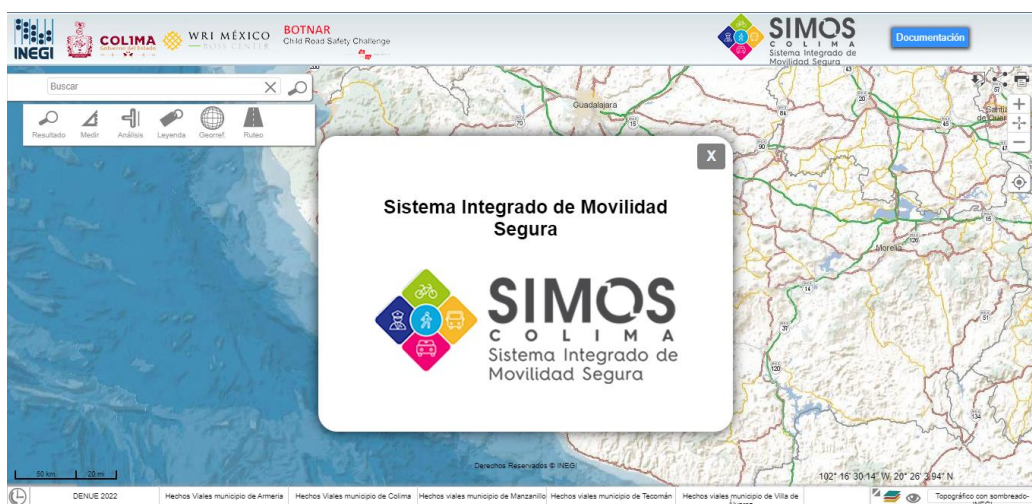 INEGI
COLIMA
Gobierno del Estado
WRI MÉXICO
ROSS CENTER
BOTNAR
Child Road Safety Challenge
SIMOS
COLIMA
Sistema Integrado de
Movilidad Segura
Documentación
Buscar
Resultado
Medir
Análisis
Leyenda
Georref.
Ruteo
Guadalajara
Morelia
X
Sistema Integrado de Movilidad
Segura
SIMOS
COLIMA
Sistema Integrado de
Movilidad Segura
50 km
20 mi
Derechos Reservados © INEGI
102° 16' 30.14" W, 20° 26' 3.94" N
DENUE 2022
Hechos Viales municipio de Armeria
Hechos Viales municipio de Colima
Hechos viales municipio de Manzanillo
Hechos viales municipio de Tecomán
Hechos viales municipio de Villa de
Topográfico con sombreado-
INEGI